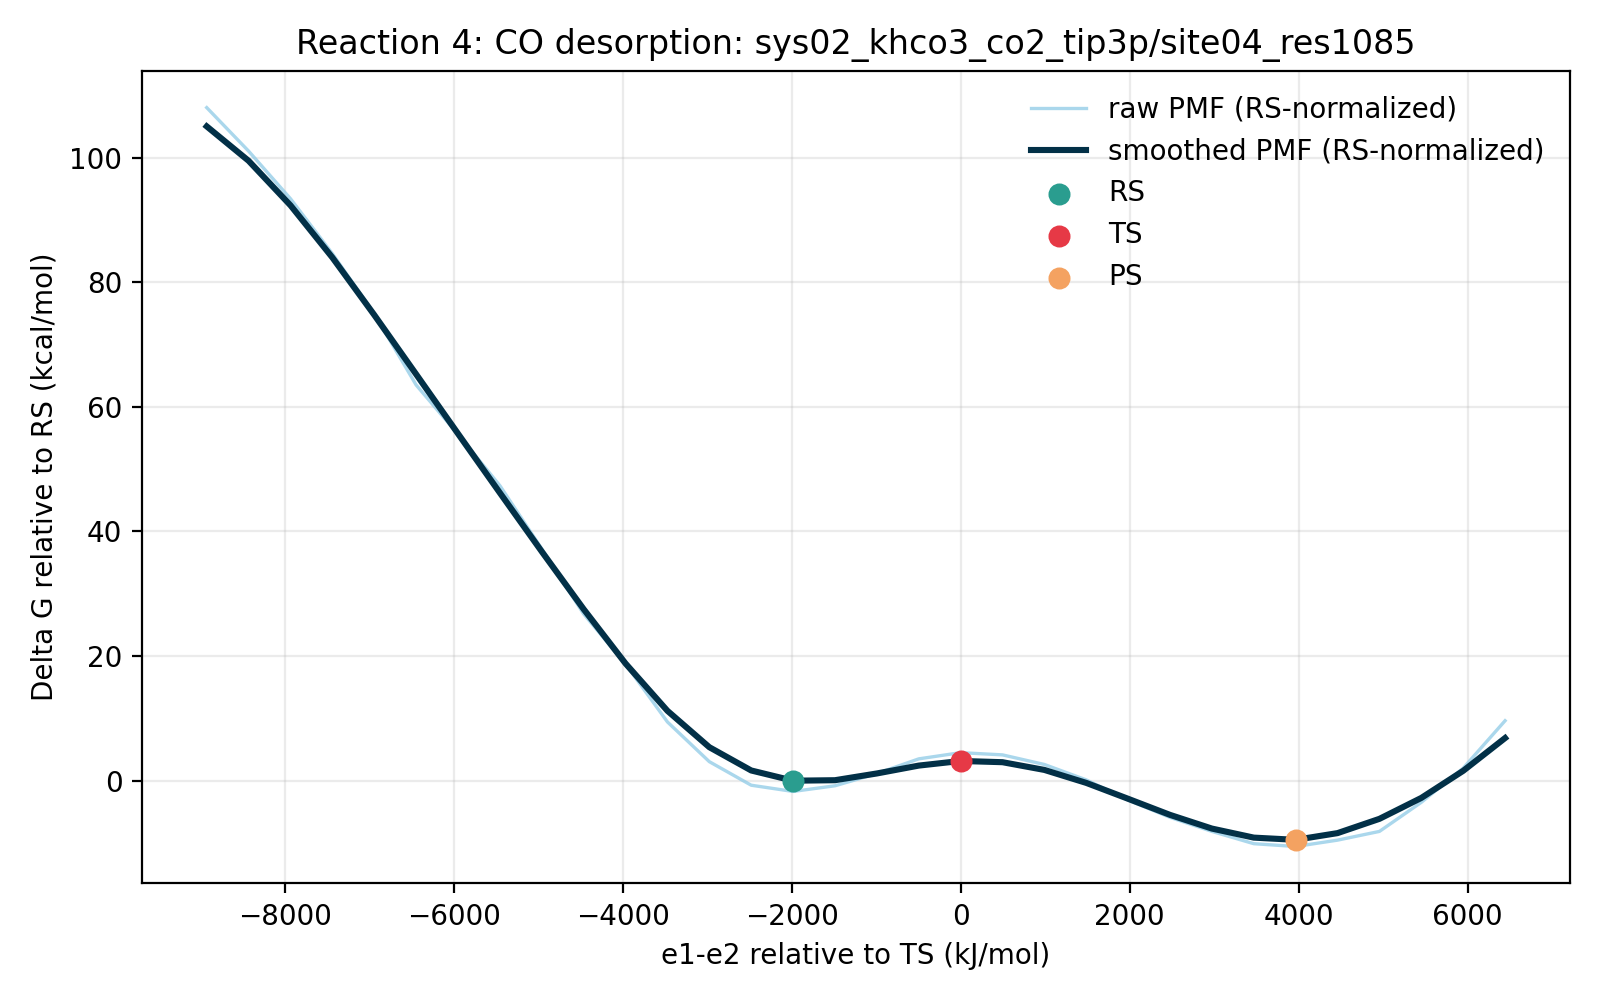 Reaction 4: CO desorption: sys02_khco3_co2_tip3p/site04_res1085
raw PMF (RS-normalized)
smoothed PMF (RS-normalized)
RS
TS
PS
Delta G relative to RS (kcal/mol)
100
80
60
40
20
0
−8000
−6000
−4000
−2000
0
2000
4000
6000
e1-e2 relative to TS (kJ/mol)